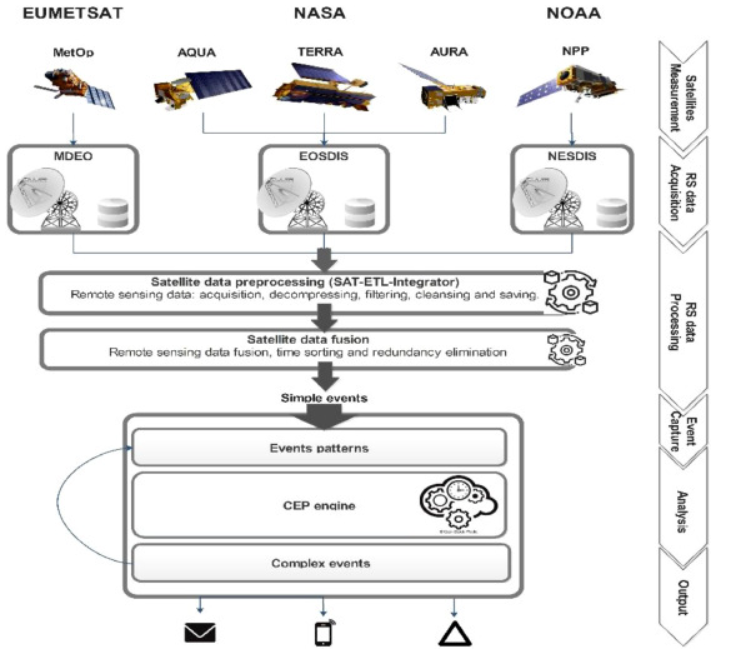 EUMETSAT
NASA
NOAA
MetOp
AQUA
TERRA
AURA
NPP
MDEO
EOSDIS
NESDIS
Satellite data preprocessing (SAT-ETL-Integrator)
Remote sensing data: acquisition, decompressing, filtering, cleansing and saving.
Satellite data fusion
Remote sensing data fusion, time sorting and redundancy elimination
Simple events
Events patterns
CEP engine
Complex events
Satellites
Measurement
RS data
Acquisition
RS data
Processing
Event
Capture
Analysis
Output